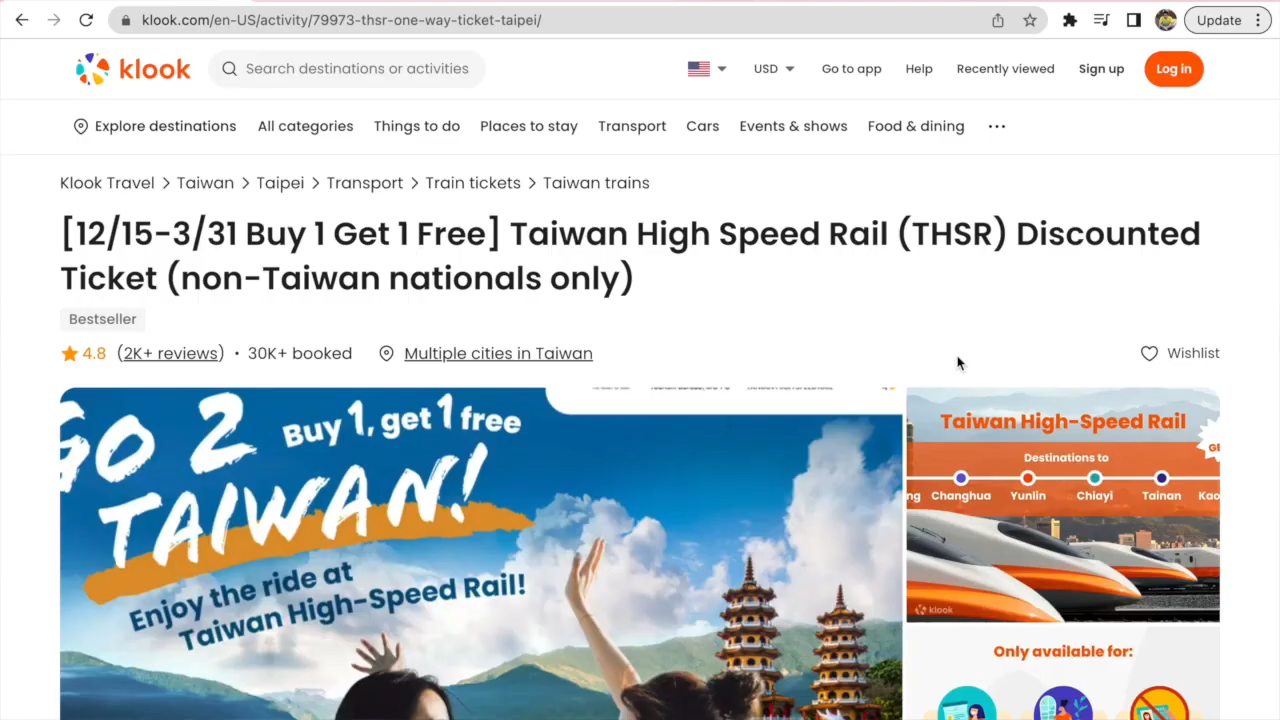 klook.com/en-US/activity/79973-thsr-one-way-ticket-taipei/
Update
klook
Search destinations or activities
USD
Go to app
Help
Recently viewed
Sign up
Log in
Explore destinations
All categories
Things to do
Places to stay
Transport
Cars
Events & shows
Food & dining
Klook Travel > Taiwan > Taipei > Transport > Train tickets > Taiwan trains
[12/15-3/31 Buy 1 Get 1 Free] Taiwan High Speed Rail (THSR) Discounted
Ticket (non-Taiwan nationals only)
Bestseller
4.8 (2K+ reviews) • 30K+ booked
Multiple cities in Taiwan
Wishlist
GO 2
Buy 1, get 1 free
TAIWAN!
Enjoy the ride at
Taiwan High-Speed Rail!
Taiwan High-Speed Rail
Destinations to
Changhua Yunlin Chiayi Tainan
klook
Only available for: